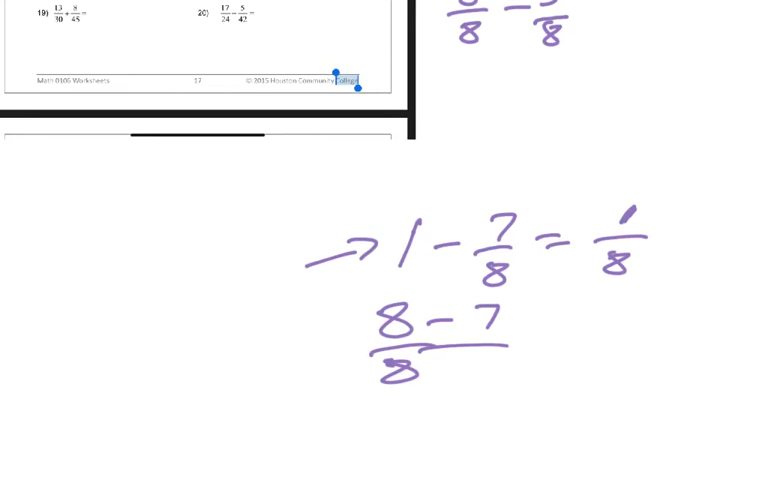 19) 13/30 + 8/45 =
20) 17/24 - 5/42 =
Math 0106 Worksheets 17 © 2015 Houston Community College
8 - 
8 8
→ 1 - 7/8 = 1/8
8 - 7
8